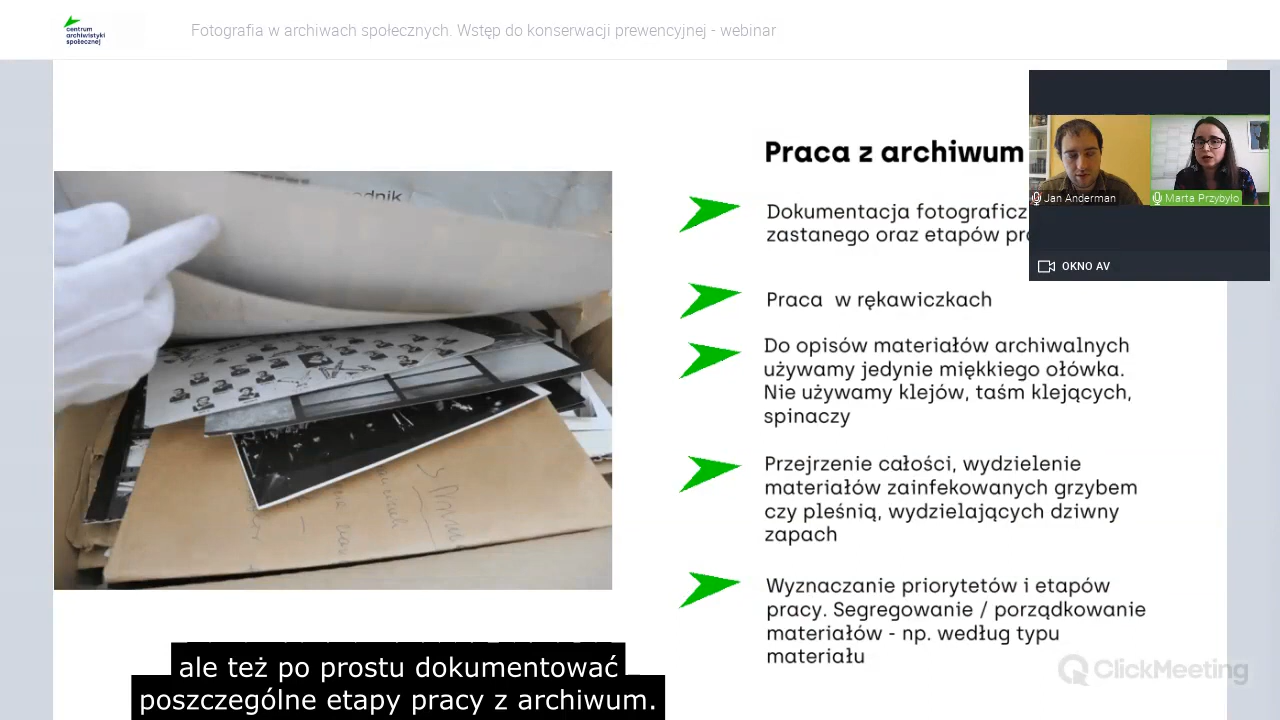 centrum
archiwistyki
społecznej
Fotografia w archiwach społecznych. Wstęp do konserwacji prewencyjnej - webinar
Praca z archiwum
Dokumentacja fotograficz
zastanego oraz etapów
Praca w rękawiczkach
Do opisów materiałów archiwalnych
używamy jedynie miękkiego ołówka.
Nie używamy klejów, taśm klejących,
spinaczy
Przejrzenie całości, wydzielenie
materiałów zainfekowanych grzybem
czy pleśnią, wydzielających dziwny
zapach
Wyznaczanie priorytetów i etapów
pracy. Segregowanie / porządkowanie
materiałów - np. według typu
materiału
Jan Anderman
Marta Przybyło
OKNO AV
ClickMeeting
ale też po prostu dokumentować
poszczególne etapy pracy z archiwum.